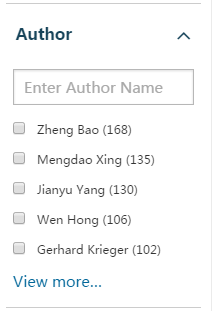 Author
Enter Author Name
Zheng Bao (168)
Mengdao Xing (135)
Jianyu Yang (130)
Wen Hong (106)
Gerhard Krieger (102)
View more...